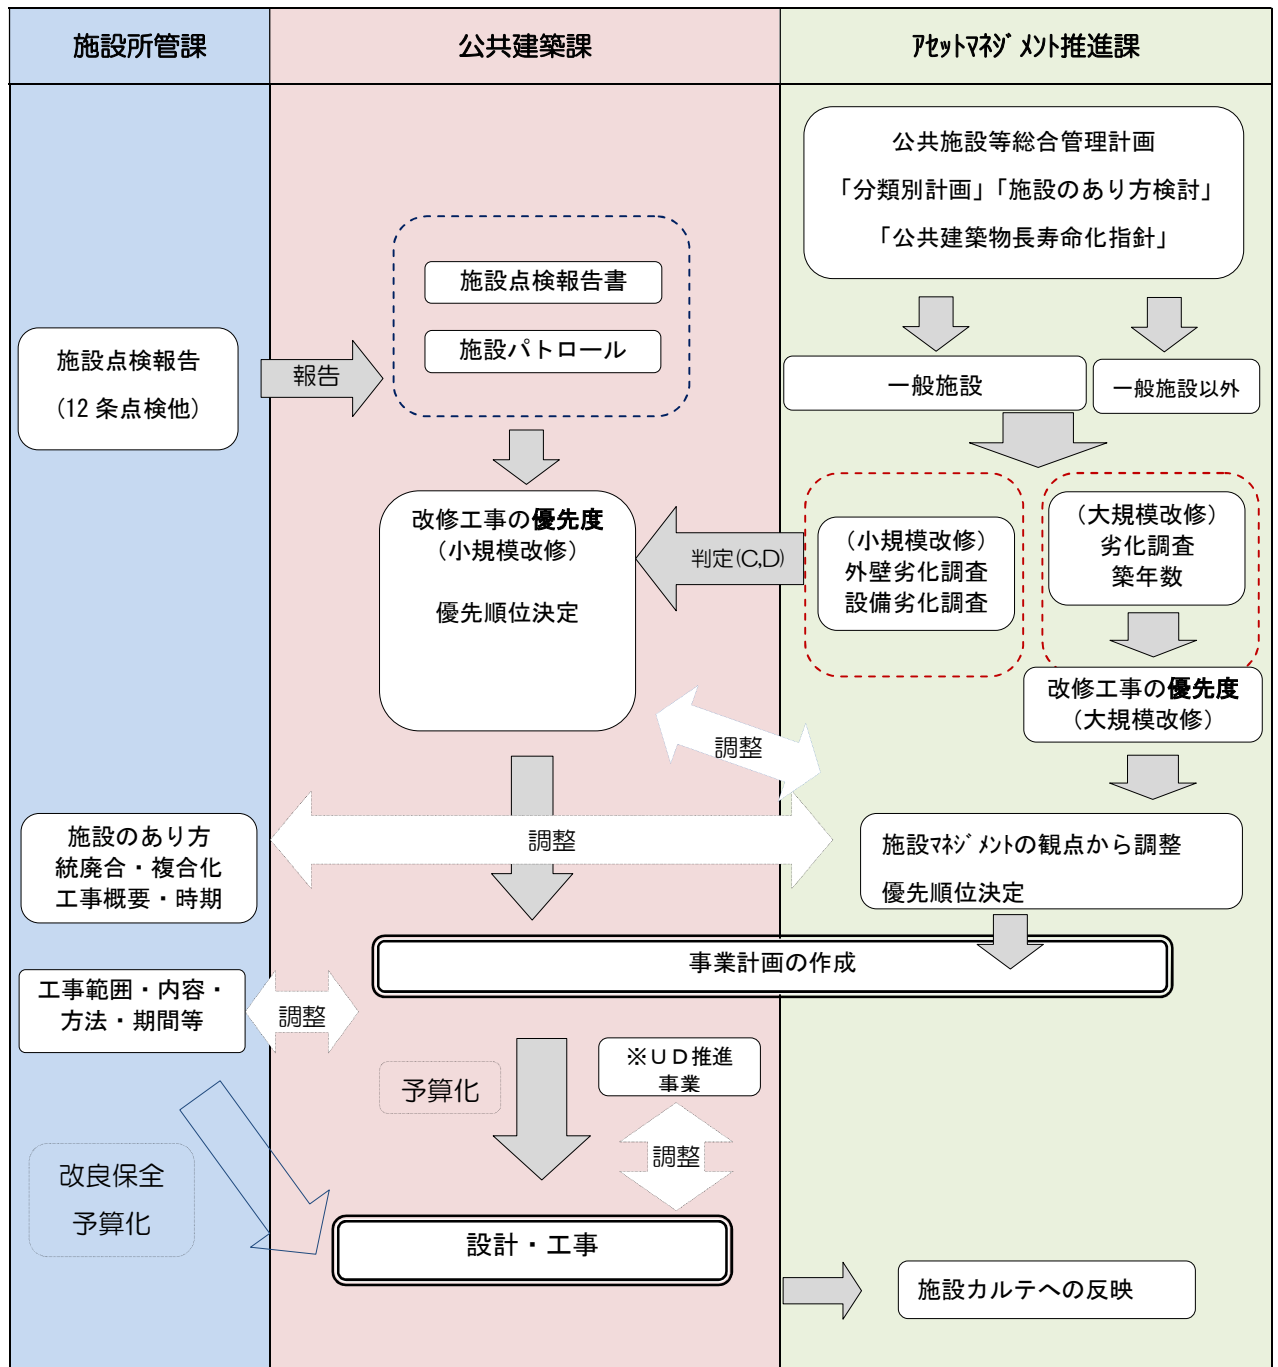 施設所管課
公共建築課
ｱｾｯﾄﾏﾈｼﾞﾒﾝﾄ推進課
公共施設等総合管理計画
「分類別計画」「施設のあり方検討」
「公共建築物長寿命化指針」
施設点検報告書
施設パトロール
施設点検報告
(12 条点検他)
報告
一般施設
一般施設以外
改修工事の優先度
（小規模改修）
優先順位決定
判定(C,D)
（小規模改修）
外壁劣化調査
設備劣化調査
（大規模改修）
劣化調査
築年数
改修工事の優先度
（大規模改修）
調整
施設のあり方
統廃合・複合化
工事概要・時期
調整
施設ﾏﾈｼﾞﾒﾝﾄの観点から調整
優先順位決定
事業計画の作成
工事範囲・内容・
方法・期間等
調整
予算化
※ＵＤ推進
事業
調整
改良保全
予算化
設計・工事
施設カルテへの反映